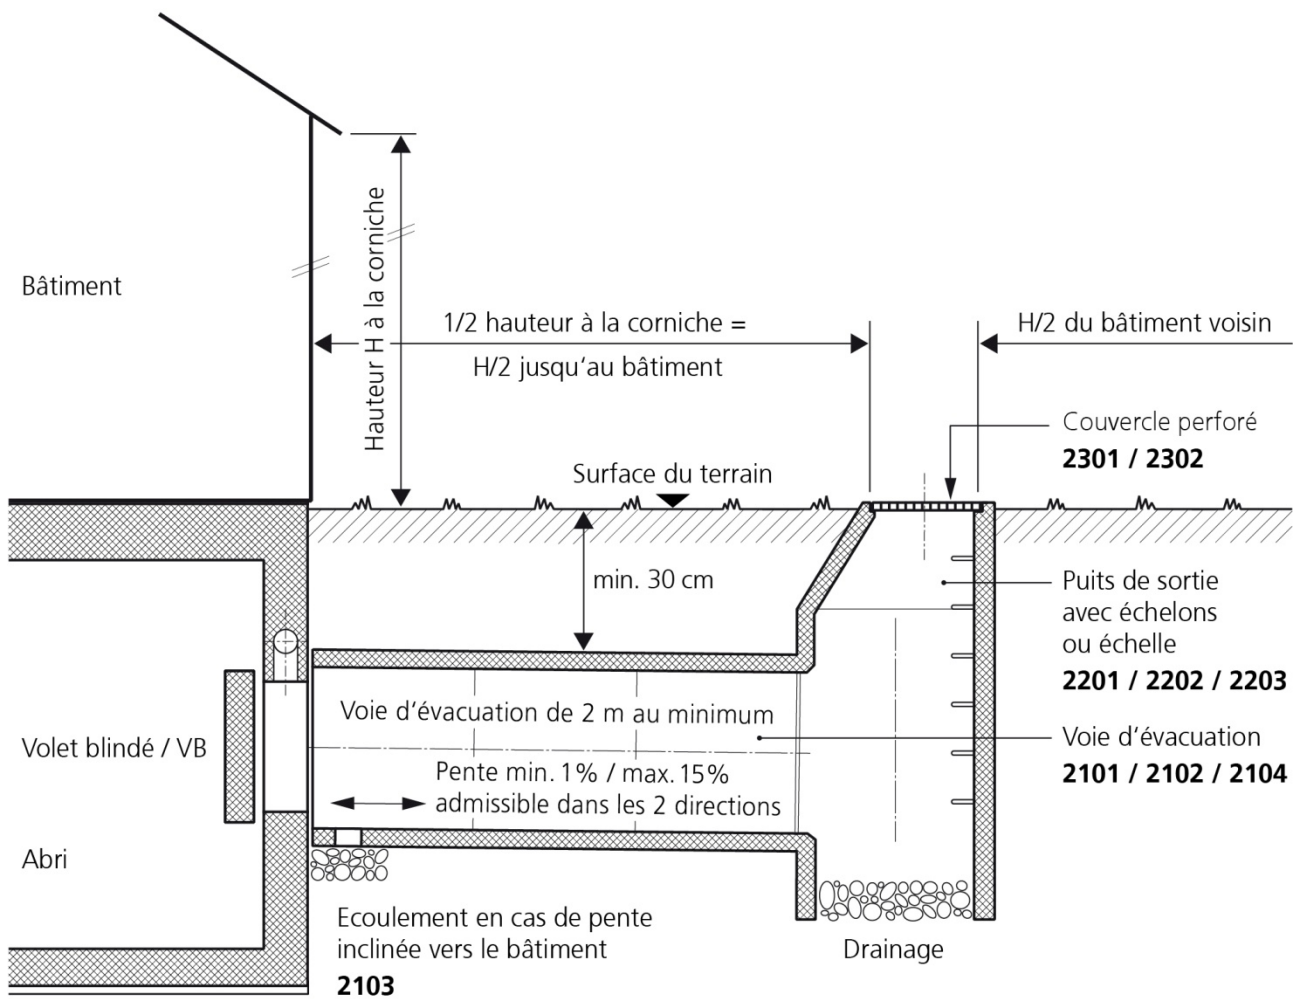 Hauteur H à la corniche
Bâtiment
1/2 hauteur à la corniche =
H/2 jusqu‘au bâtiment
H/2 du bâtiment voisin
Couvercle perforé
2301 / 2302
Surface du terrain
min. 30 cm
Puits de sortie
avec échelons
ou échelle
2201 / 2202 / 2203
Voie d‘évacuation de 2 m au minimum
Volet blindé / VB
Voie d‘évacuation
2101 / 2102 / 2104
Pente min. 1% / max. 15%
admissible dans les 2 directions
Abri
Ecoulement en cas de pente
inclinée vers le bâtiment
2103
Drainage